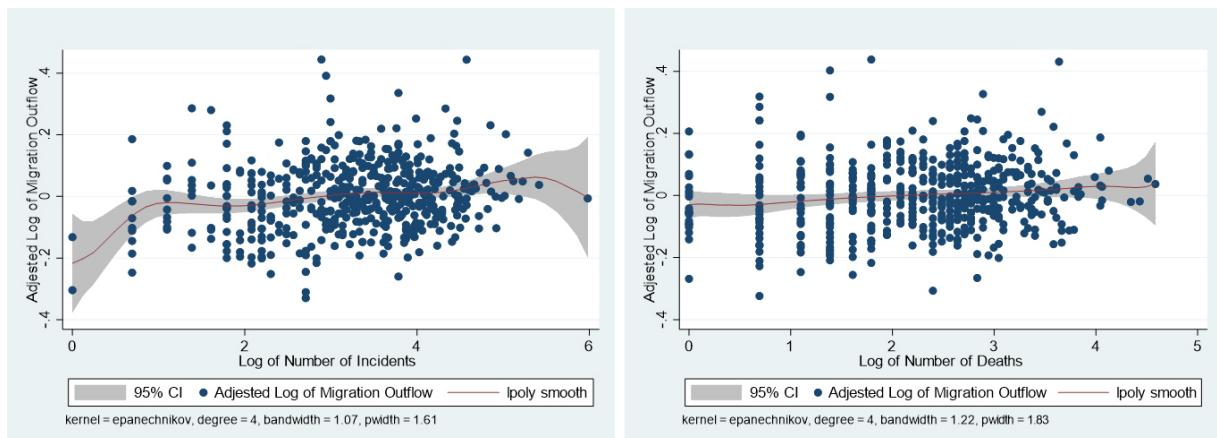 Adjested Log of Migration Outflow
.4
.2
0
-.2
-.4
0
2
4
6
Log of Number of Incidents
95% CI
Adjested Log of Migration Outflow
lpoly smooth
kernel = epanechnikov, degree = 4, bandwidth = 1.07, pwidth = 1.61
Adjested Log of Migration Outflow
.4
.2
0
-.2
-.4
0
1
2
3
4
5
Log of Number of Deaths
95% CI
Adjested Log of Migration Outflow
lpoly smooth
kernel = epanechnikov, degree = 4, bandwidth = 1.22, pwidth = 1.83